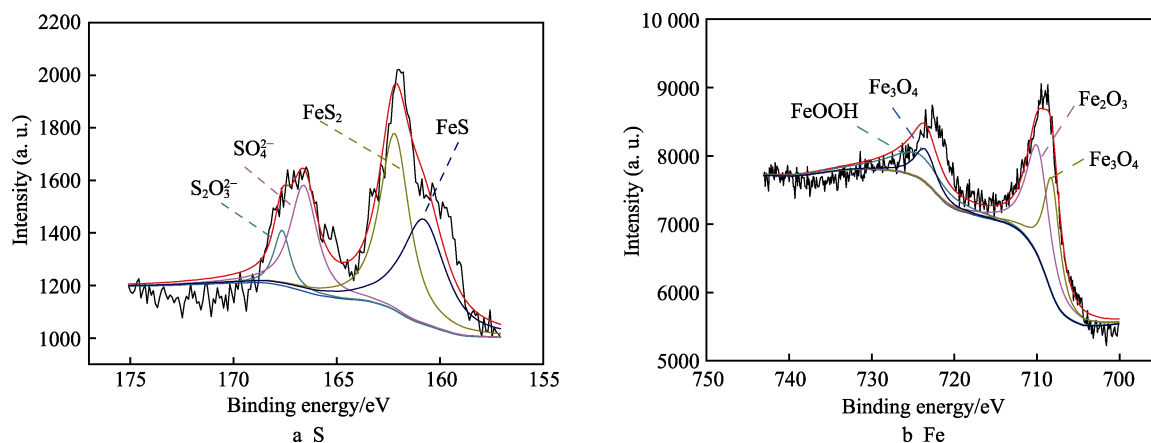 2200
2000
1800
1600
1400
1200
1000
175
170
165
160
155
Intensity (a. u.)
Binding energy/eV
S₂O₃²⁻
SO₄²⁻
FeS₂
FeS
a S
10 000
9000
8000
7000
6000
5000
750
740
730
720
710
700
Intensity (a. u.)
Binding energy/eV
FeOOH
Fe₃O₄
Fe₂O₃
Fe₃O₄
b Fe